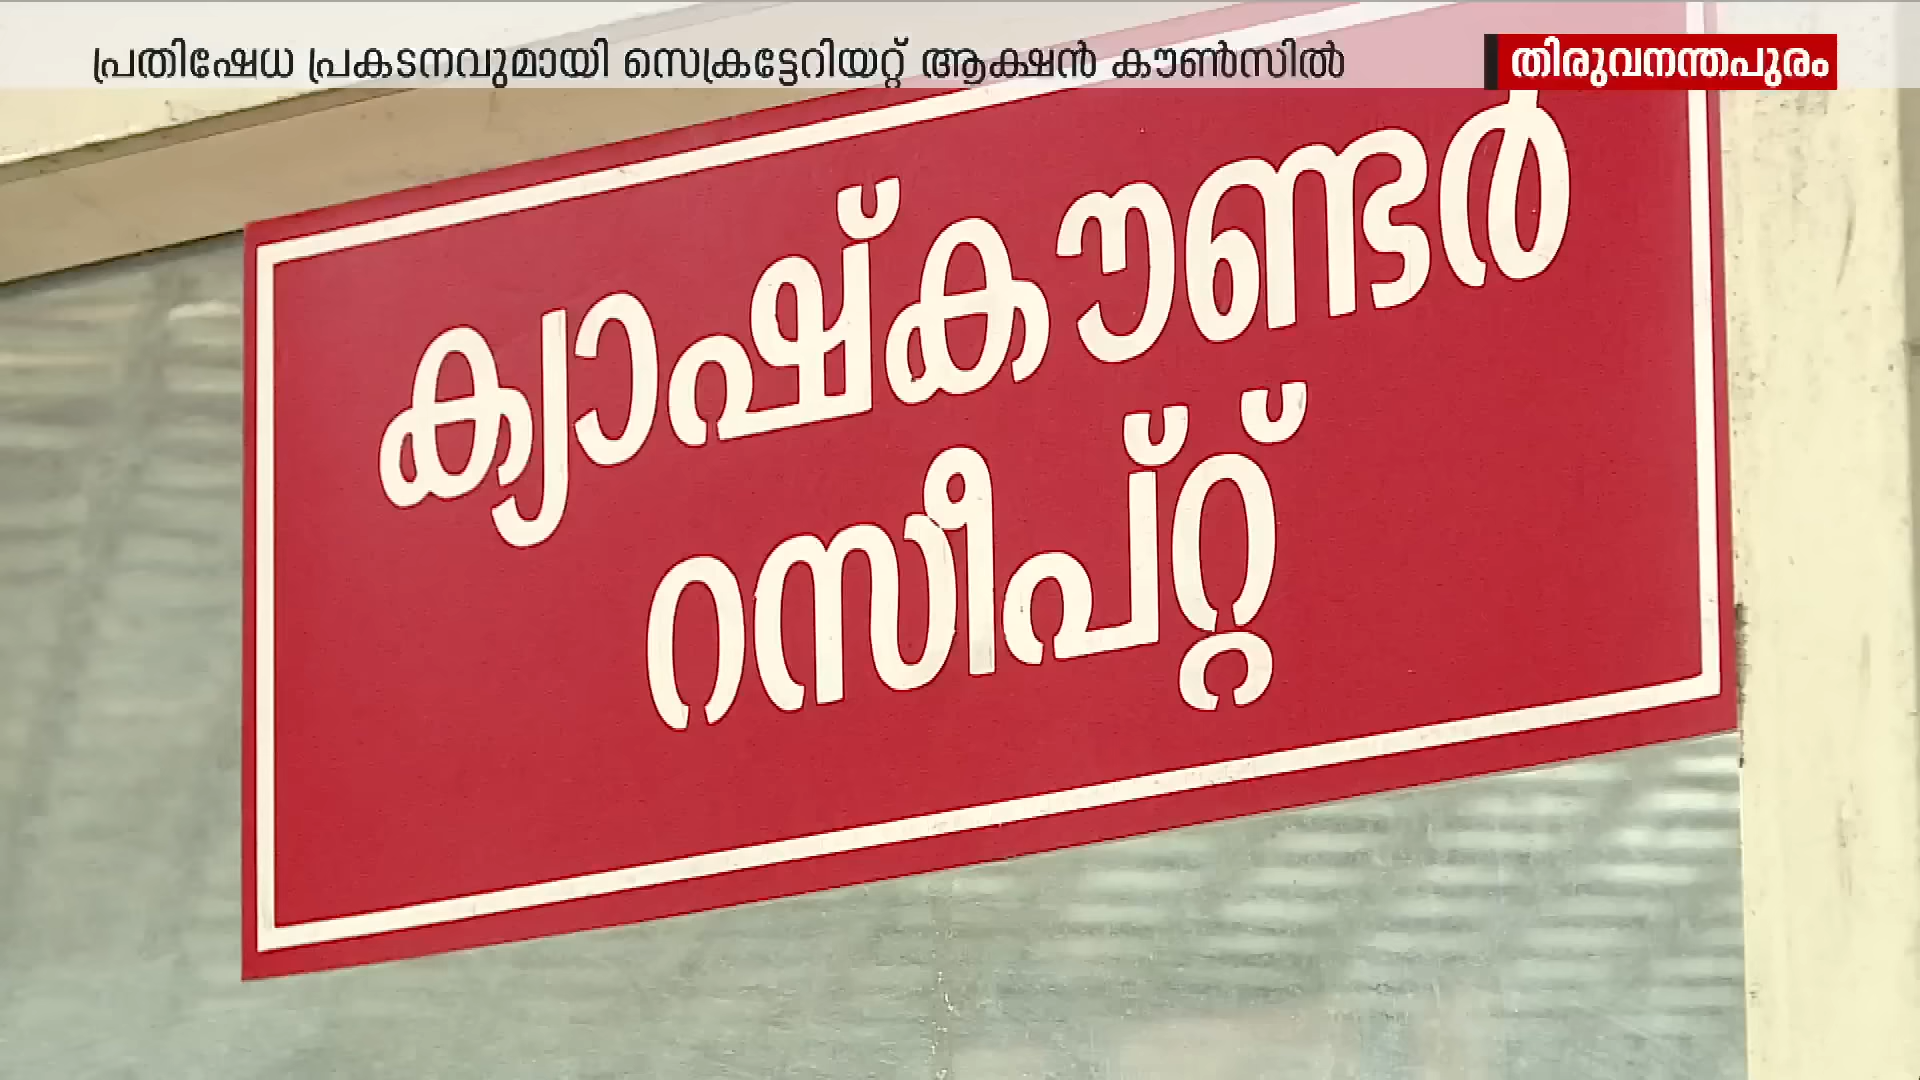 പ്രതിഷേധ പ്രകടനവുമായി സെക്രട്ടേറിയറ്റ് ആക്ഷൻ കൗൺസിൽ
തിരുവനന്തപുരം
ക്യാഷ്കൗണ്ടർ
റസീപ്റ്റ്